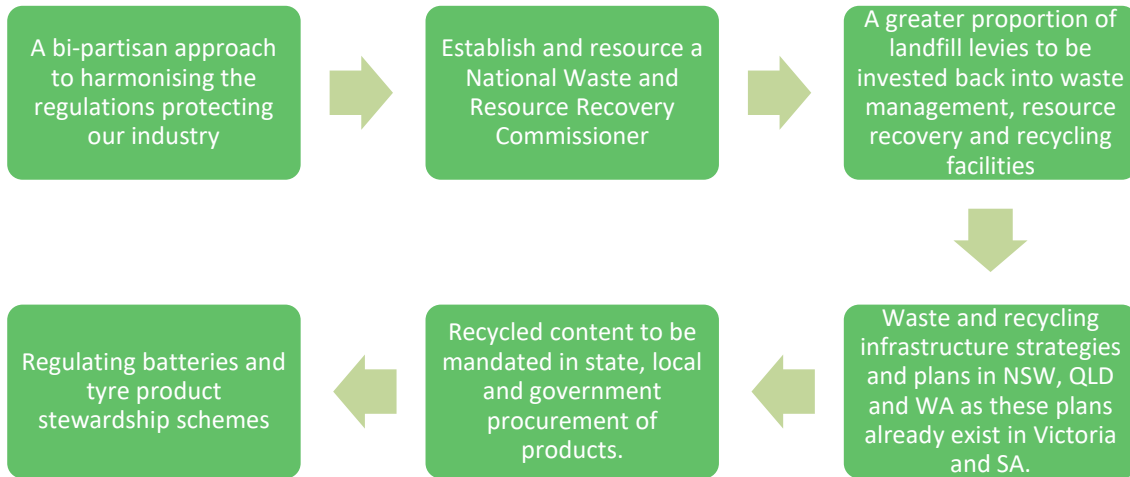 A bi-partisan approach
to harmonising the
regulations protecting
our industry
Establish and resource a
National Waste and
Resource Recovery
Commissioner
A greater proportion of
landfill levies to be
invested back into waste
management, resource
recovery and recycling
facilities
Waste and recycling
infrastructure strategies
and plans in NSW, QLD
and WA as these plans
already exist in Victoria
and SA.
Recycled content to be
mandated in state, local
and government
procurement of
products.
Regulating batteries and
tyre product
stewardship schemes